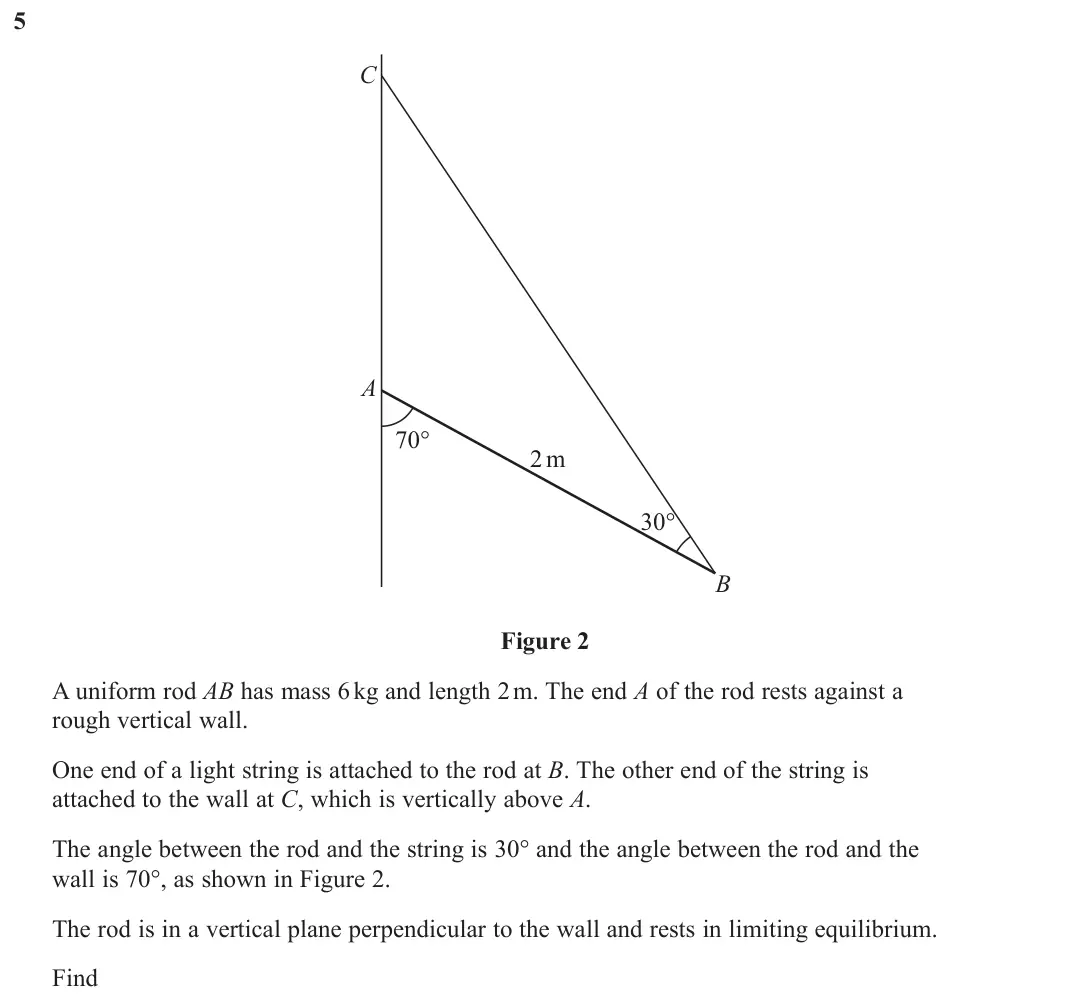 5
C
A
70°
2 m
30°
B
Figure 2
A uniform rod AB has mass 6 kg and length 2 m. The end A of the rod rests against a
rough vertical wall.
One end of a light string is attached to the rod at B. The other end of the string is
attached to the wall at C, which is vertically above A.
The angle between the rod and the string is 30° and the angle between the rod and the
wall is 70°, as shown in Figure 2.
The rod is in a vertical plane perpendicular to the wall and rests in limiting equilibrium.
Find